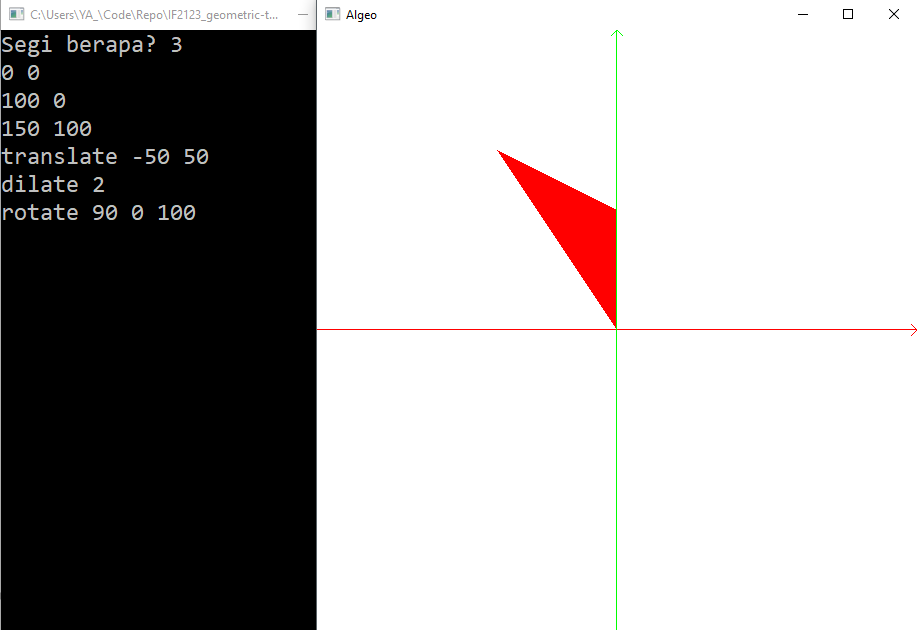 C:\Users\YA_\Code\Repo\IF2123_geometric-t...
Algeo
Segi berapa? 3
0 0
100 0
150 100
translate -50 50
dilate 2
rotate 90 0 100